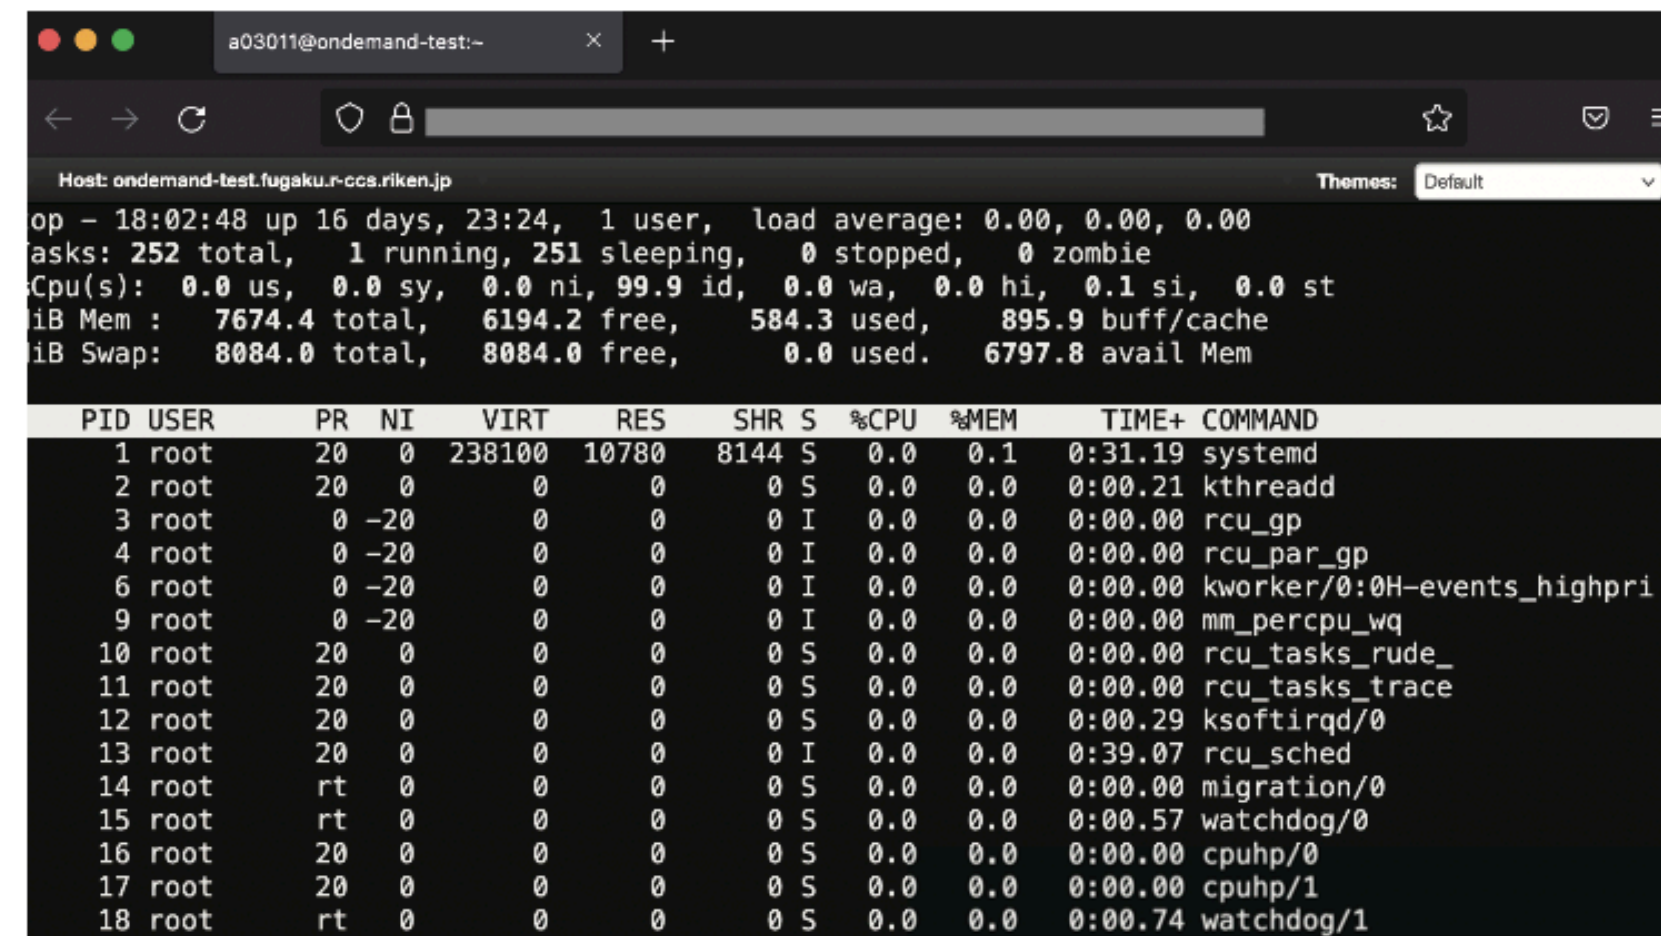 a03011@ondemand-test:~
Host: ondemand-test.fugaku.r-ccs.riken.jp Themes: Default
op – 18:02:48 up 16 days, 23:24, 1 user, load average: 0.00, 0.00, 0.00
asks: 252 total, 1 running, 251 sleeping, 0 stopped, 0 zombie
Cpu(s): 0.0 us, 0.0 sy, 0.0 ni, 99.9 id, 0.0 wa, 0.0 hi, 0.1 si, 0.0 st
iB Mem : 7674.4 total, 6194.2 free, 584.3 used, 895.9 buff/cache
iB Swap: 8084.0 total, 8084.0 free, 0.0 used. 6797.8 avail Mem
PID USER PR NI VIRT RES SHR S %CPU %MEM TIME+ COMMAND
1 root 20 0 238100 10780 8144 S 0.0 0.1 0:31.19 systemd
2 root 20 0 0 0 0 S 0.0 0.0 0:00.21 kthreadd
3 root 0 –20 0 0 0 I 0.0 0.0 0:00.00 rcu_gp
4 root 0 –20 0 0 0 I 0.0 0.0 0:00.00 rcu_par_gp
6 root 0 –20 0 0 0 I 0.0 0.0 0:00.00 kworker/0:0H–events_highpri
9 root 0 –20 0 0 0 I 0.0 0.0 0:00.00 mm_percpu_wq
10 root 20 0 0 0 0 S 0.0 0.0 0:00.00 rcu_tasks_rude_
11 root 20 0 0 0 0 S 0.0 0.0 0:00.00 rcu_tasks_trace
12 root 20 0 0 0 0 S 0.0 0.0 0:00.29 ksoftirqd/0
13 root 20 0 0 0 0 I 0.0 0.0 0:39.07 rcu_sched
14 root rt 0 0 0 0 S 0.0 0.0 0:00.00 migration/0
15 root rt 0 0 0 0 S 0.0 0.0 0:00.57 watchdog/0
16 root 20 0 0 0 0 S 0.0 0.0 0:00.00 cpuhp/0
17 root 20 0 0 0 0 S 0.0 0.0 0:00.00 cpuhp/1
18 root rt 0 0 0 0 S 0.0 0.0 0:00.74 watchdog/1